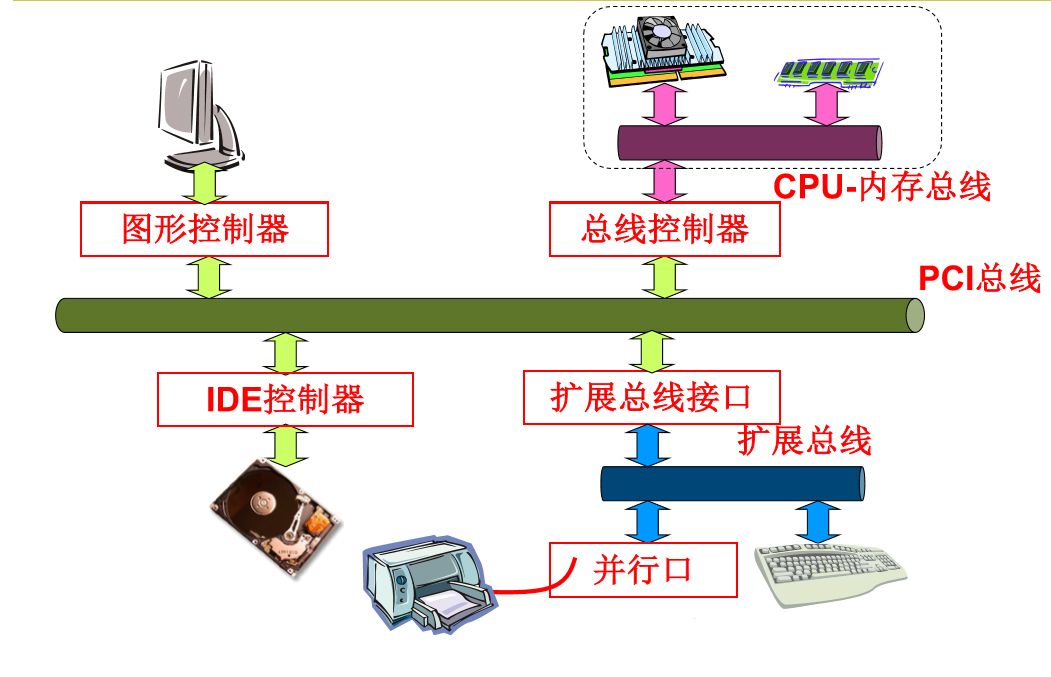 CPU-内存总线
图形控制器
总线控制器
PCI总线
IDE控制器
扩展总线接口
扩展总线
并行口